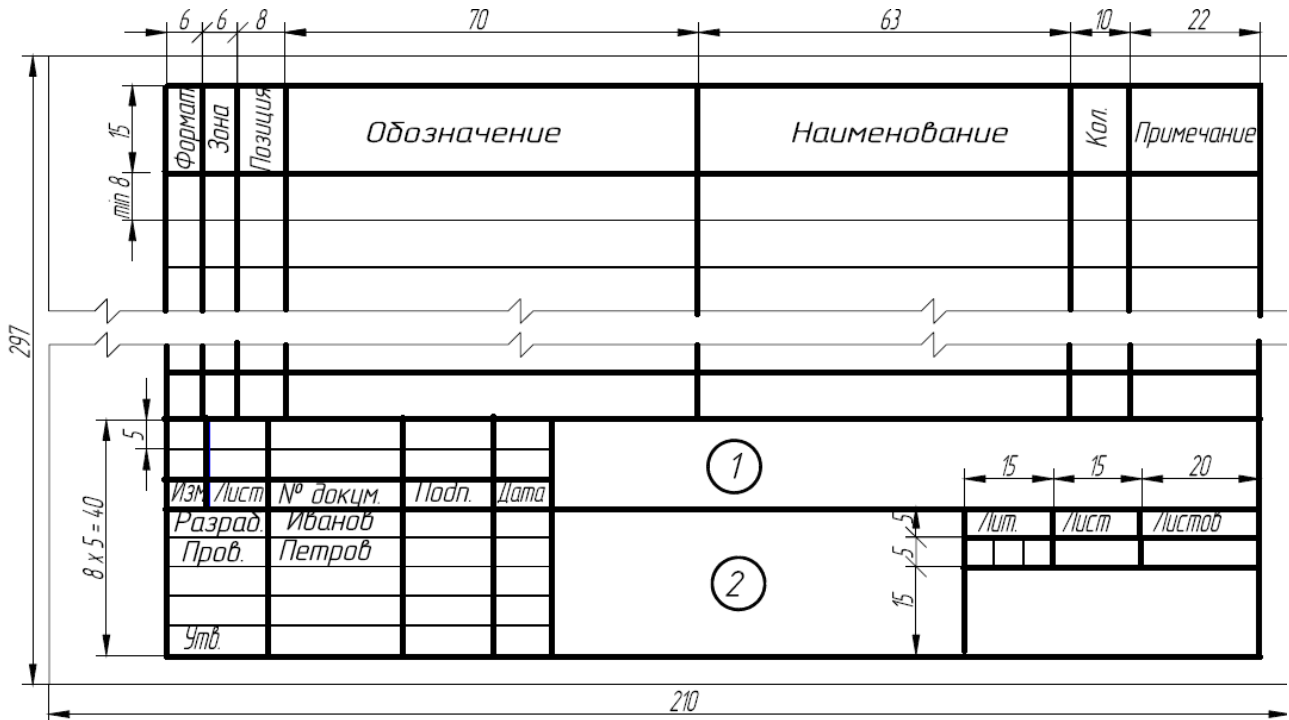 6 6 8 70 63 10 22
Формат Зона Позиция Обозначение Наименование Кол. Примечание
15
min 8
297
5
8 x 5 = 40
1
15 15 20
Изм Лист № докум. Подп. Дата
Разраб. Иванов
Пров. Петров
Утв.
2
5 Лит. Лист Листов
5
15
210